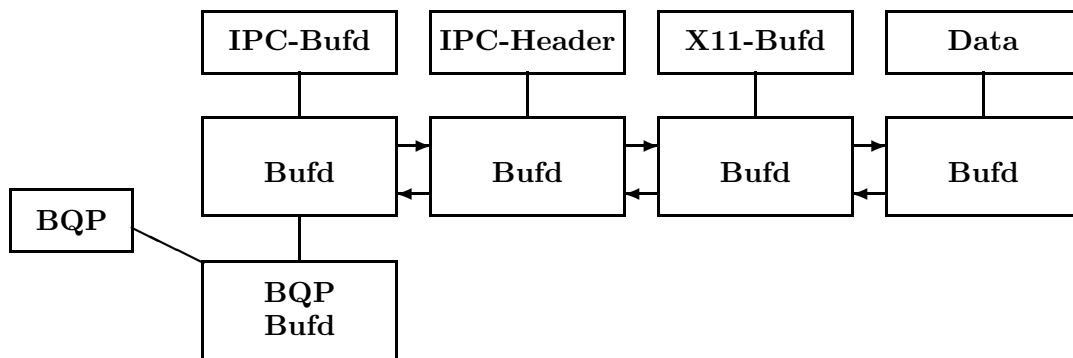 IPC-Bufd
IPC-Header
X11-Bufd
Data
Bufd
Bufd
Bufd
Bufd
BQP
BQP
Bufd